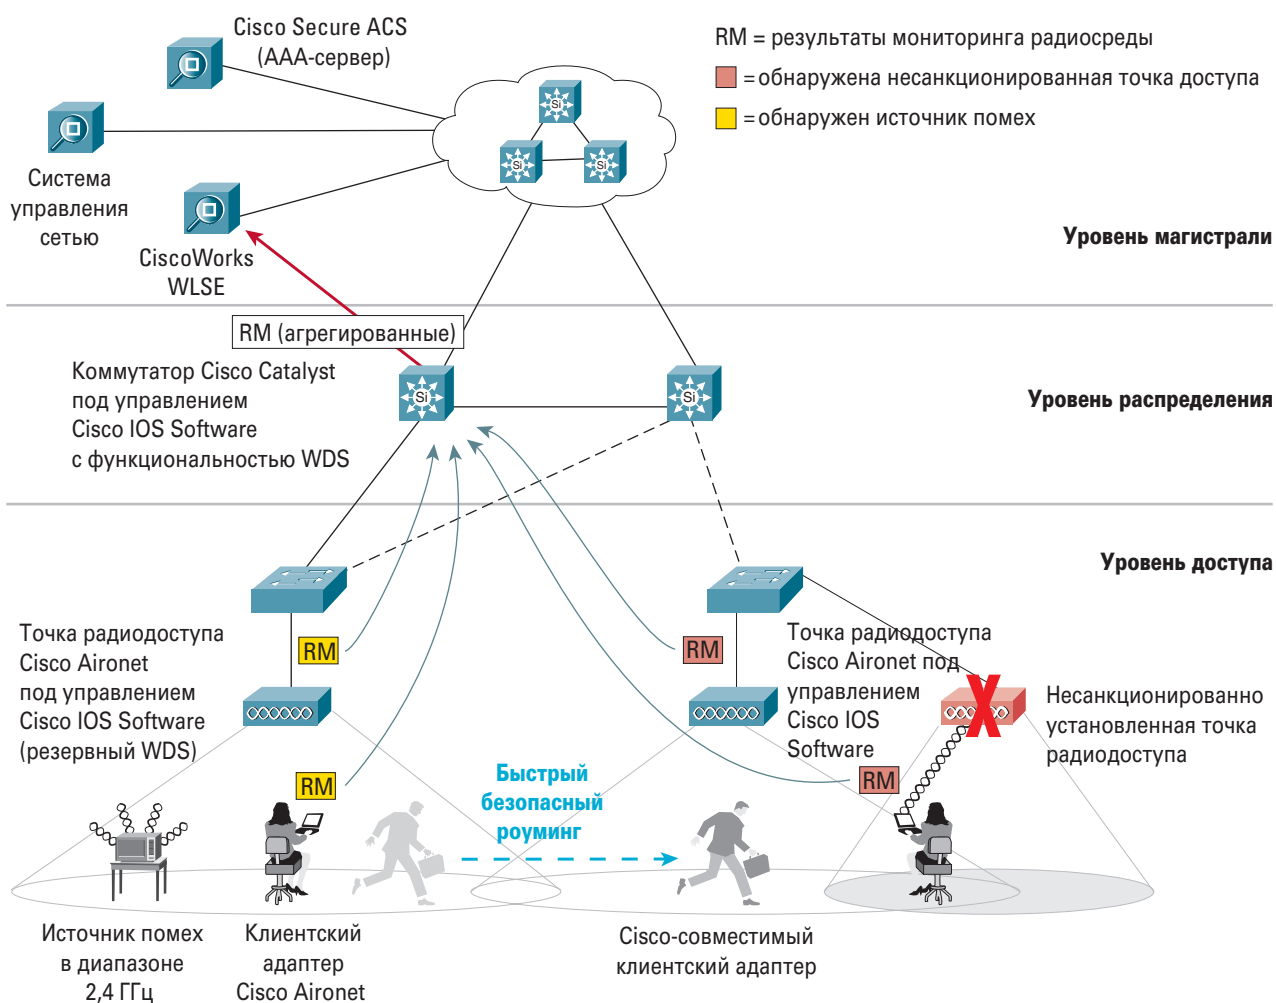 Cisco Secure ACS
(ААА-сервер)
RM = результаты мониторинга радиосреды
= обнаружена несанкционированная точка доступа
= обнаружен источник помех
Si
Si
Si
Система
управления
сетью
CiscoWorks
WLSE
Уровень магистрали
RM (агрегированные)
Коммутатор Cisco Catalyst
под управлением
Cisco IOS Software
с функциональностью WDS
Si
Si
Уровень распределения
Уровень доступа
Точка радиодоступа
Cisco Aironet
под управлением
Cisco IOS Software
(резервный WDS)
RM
RM
RM
Точка радиодоступа
Cisco Aironet под
управлением
Cisco IOS
Software
RM
Несанкционированно
установленная точка
радиодоступа
Быстрый
безопасный
роуминг
Источник помех
в диапазоне
2,4 ГГц
Клиентский
адаптер
Cisco Aironet
Cisco-совместимый
клиентский адаптер